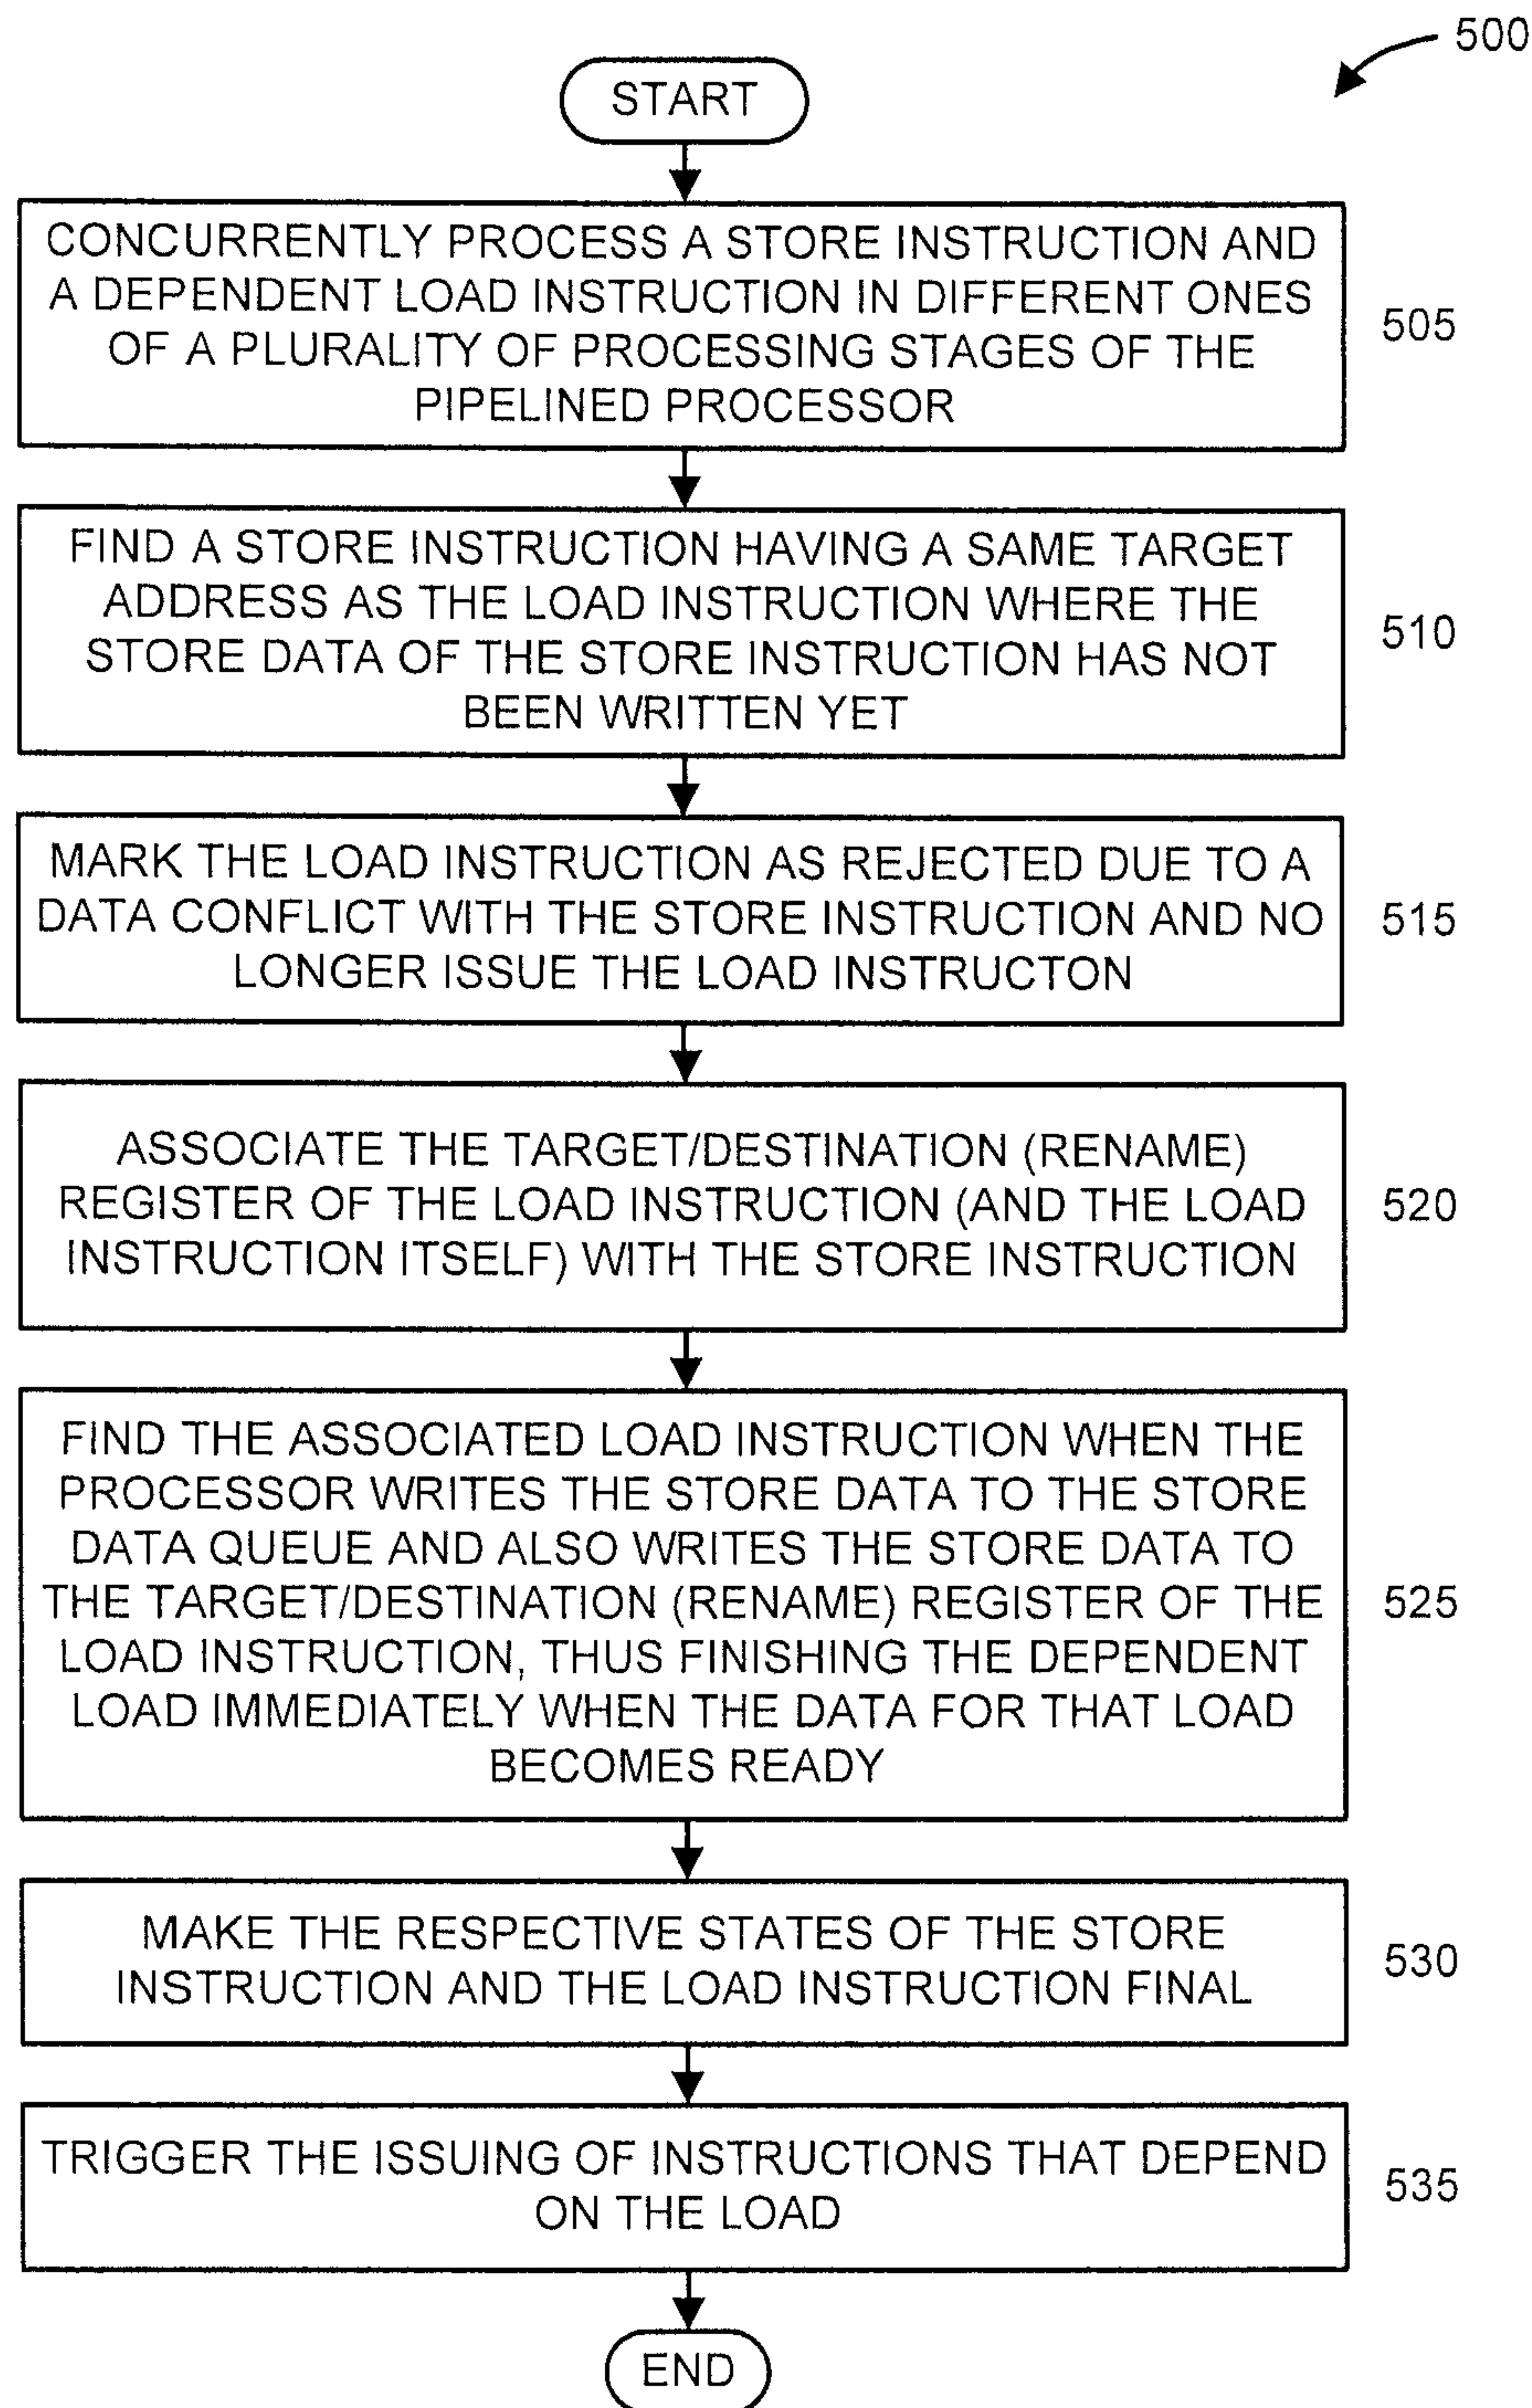 500
START
CONCURRENTLY PROCESS A STORE INSTRUCTION AND
A DEPENDENT LOAD INSTRUCTION IN DIFFERENT ONES
OF A PLURALITY OF PROCESSING STAGES OF THE
PIPELINED PROCESSOR
505
FIND A STORE INSTRUCTION HAVING A SAME TARGET
ADDRESS AS THE LOAD INSTRUCTION WHERE THE
STORE DATA OF THE STORE INSTRUCTION HAS NOT
BEEN WRITTEN YET
510
MARK THE LOAD INSTRUCTION AS REJECTED DUE TO A
DATA CONFLICT WITH THE STORE INSTRUCTION AND NO
LONGER ISSUE THE LOAD INSTRUCTON
515
ASSOCIATE THE TARGET/DESTINATION (RENAME)
REGISTER OF THE LOAD INSTRUCTION (AND THE LOAD
INSTRUCTION ITSELF) WITH THE STORE INSTRUCTION
520
FIND THE ASSOCIATED LOAD INSTRUCTION WHEN THE
PROCESSOR WRITES THE STORE DATA TO THE STORE
DATA QUEUE AND ALSO WRITES THE STORE DATA TO
THE TARGET/DESTINATION (RENAME) REGISTER OF THE
LOAD INSTRUCTION, THUS FINISHING THE DEPENDENT
LOAD IMMEDIATELY WHEN THE DATA FOR THAT LOAD
BECOMES READY
525
MAKE THE RESPECTIVE STATES OF THE STORE
INSTRUCTION AND THE LOAD INSTRUCTION FINAL
530
TRIGGER THE ISSUING OF INSTRUCTIONS THAT DEPEND
ON THE LOAD
535
END